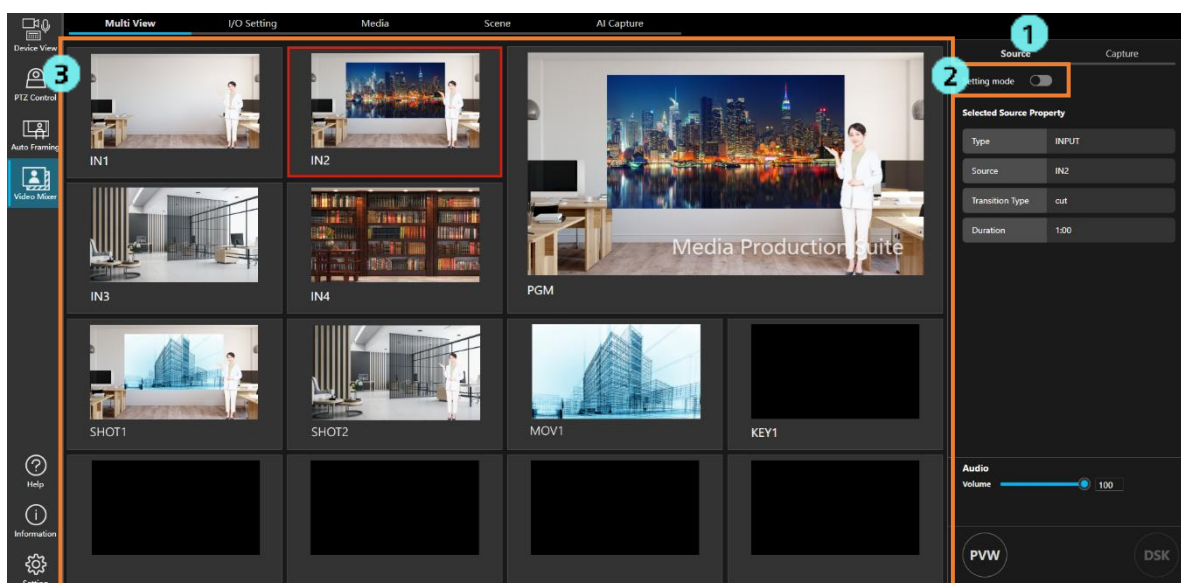 Multi View I/O Setting Media Scene AI Capture
Device View
PTZ Control
Auto Framing
Video Mixer
Help
Information
Setting
1
2
3
IN1
IN2
Media Production Suite
PGM
IN3
IN4
SHOT1
SHOT2
MOV1
KEY1
Source Capture
etting mode
Selected Source Property
Type INPUT
Source IN2
Transition Type cut
Duration 1:00
Audio
Volume 100
PVW DSK